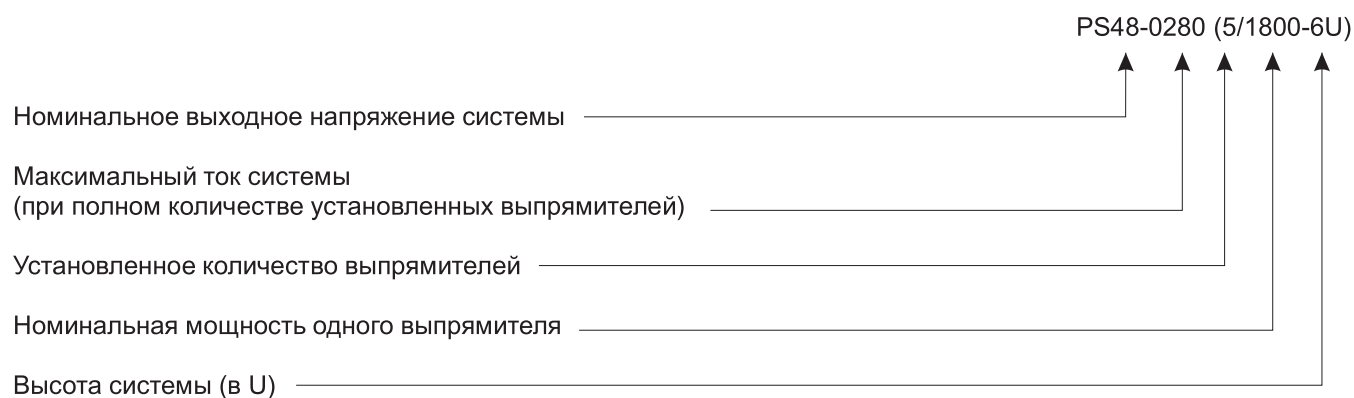 PS48-0280 (5/1800-6U)
Номинальное выходное напряжение системы
Максимальный ток системы
(при полном количестве установленных выпрямителей)
Установленное количество выпрямителей
Номинальная мощность одного выпрямителя
Высота системы (в U)